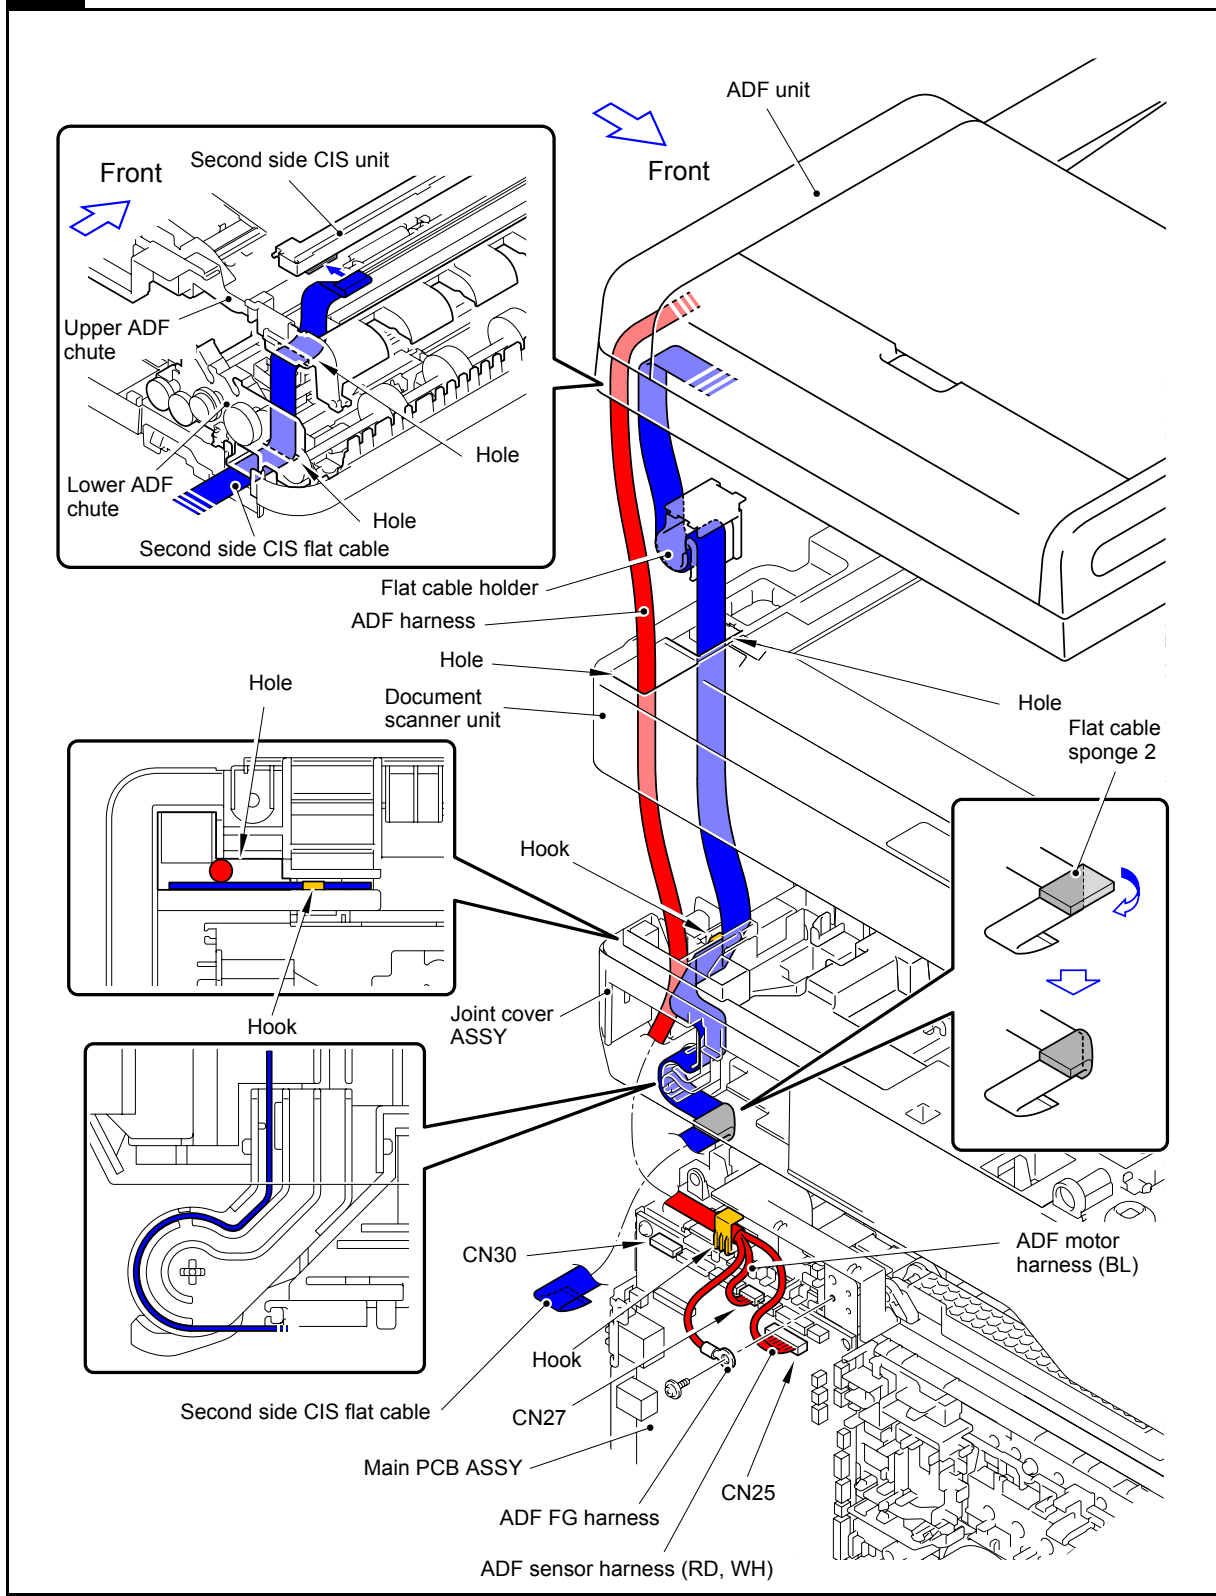 ADF unit
Front
Second side CIS unit
Front
Upper ADF
chute
Hole
Lower ADF
chute
Hole
Second side CIS flat cable
Flat cable holder
ADF harness
Hole
Hole
Hole
Document
scanner unit
Flat cable
sponge 2
Hook
Joint cover
ASSY
Hook
CN30
ADF motor
harness (BL)
Hook
Second side CIS flat cable
CN27
Main PCB ASSY
CN25
ADF FG harness
ADF sensor harness (RD, WH)